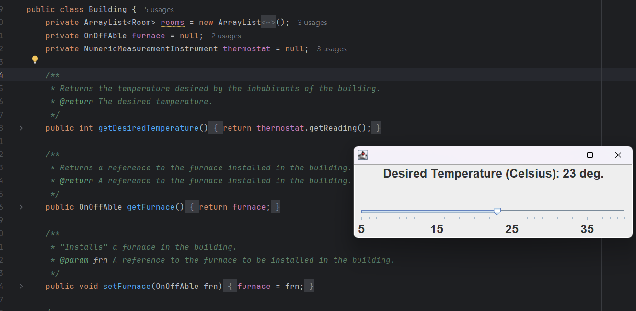 public class Building { 5 usages
private ArrayList<Room> rooms = new ArrayList<~>(); 3 usages
private OnOffAble furnace = null; 2 usages
private NumericMeasurementInstrument thermostat = null; 3 usages
/**
* Returns the temperature desired by the inhabitants of the building.
* @return The desired temperature.
*/
public int getDesiredTemperature() { return thermostat.getReading(); }
/**
* Returns a reference to the furnace installed in the building.
* @return A reference to the furnace installed in the building.
*/
public OnOffAble getFurnace() { return furnace; }
/**
* "Installs" a furnace in the building.
* @param frn A reference to the furnace to be installed in the building.
*/
public void setFurnace(OnOffAble frn) { furnace = frn; }
Desired Temperature (Celsius): 23 deg.
5 15 25 35